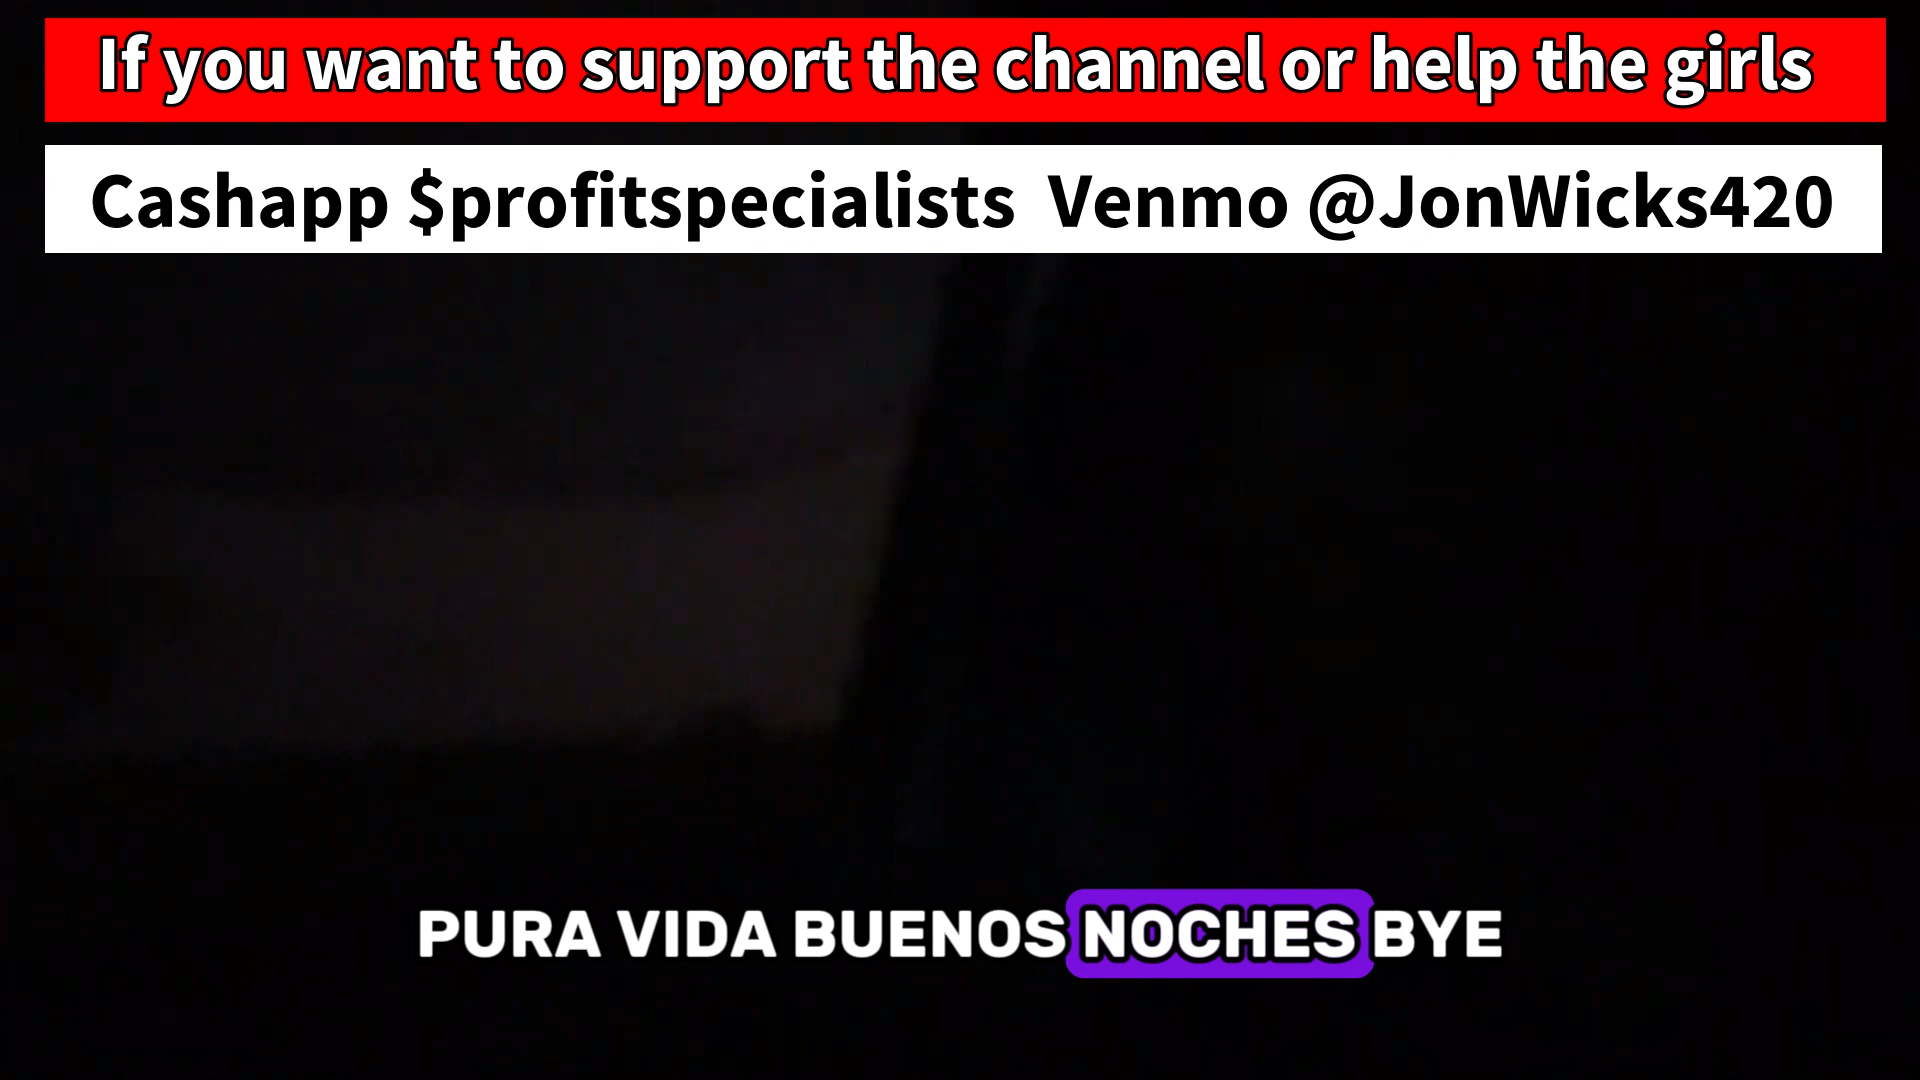 If you want to support the channel or help the girls
Cashapp $profitspecialists Venmo @JonWicks420
PURA VIDA BUENOS NOCHES BYE